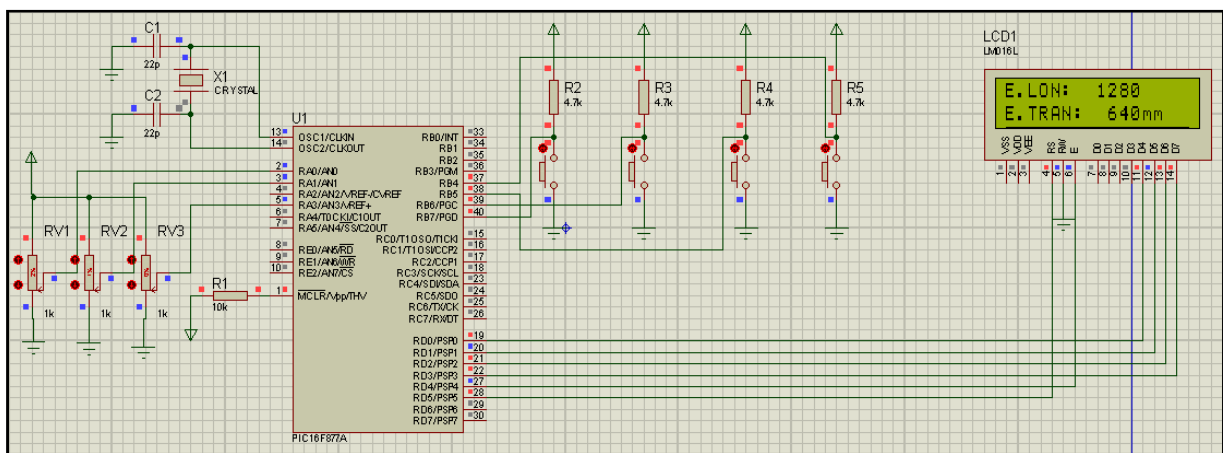 C1
22p
X1
CRYSTAL
C2
22p
U1
13 OSC1/CLKIN
14 OSC2/CLKOUT
2 RA0/AN0
3 RA1/AN1
4 RA2/AN2/VREF-/CVREF
5 RA3/AN3/VREF+
6 RA4/T0CKI/C1OUT
7 RA5/AN4/SS/C2OUT
8 RE0/AN5/RD
9 RE1/AN6/WR
10 RE2/AN7/CS
1 MCLR/Vpp/THV
RB0/INT 33
RB1 34
RB2 35
RB3/PGM 36
RB4 37
RB5 38
RB6/PGC 39
RB7/PGD 40
RC0/T1OSO/T1CKI 15
RC1/T1OSI/CCP2 16
RC2/CCP1 17
RC3/SCK/SCL 18
RC4/SDI/SDA 23
RC5/SDO 24
RC6/TX/CK 25
RC7/RX/DT 26
RD0/PSP0 19
RD1/PSP1 20
RD2/PSP2 21
RD3/PSP3 22
RD4/PSP4 27
RD5/PSP5 28
RD6/PSP6 29
RD7/PSP7 30
PIC16F877A
RV1
1k
RV2
1k
RV3
1k
R1
10k
R2
4.7k
R3
4.7k
R4
4.7k
R5
4.7k
LCD1
LM016L
E.LON: 1280
E.TRAN: 640mm
VSS VDD VEE RS RW E D0 D1 D2 D3 D4 D5 D6 D7
1 2 3 4 5 6 7 8 9 10 11 12 13 14